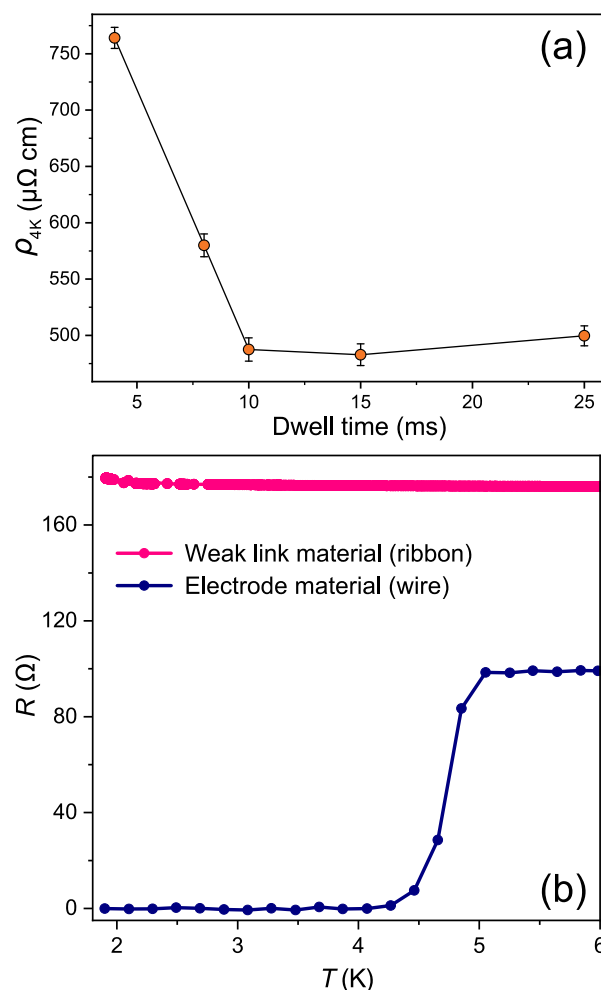 (a)
750
700
650
600
550
500
ρ4K (μΩ cm)
5 10 15 20 25
Dwell time (ms)
160
120
80
40
0
R (Ω)
Weak link material (ribbon)
Electrode material (wire)
(b)
2 3 4 5 6
T (K)